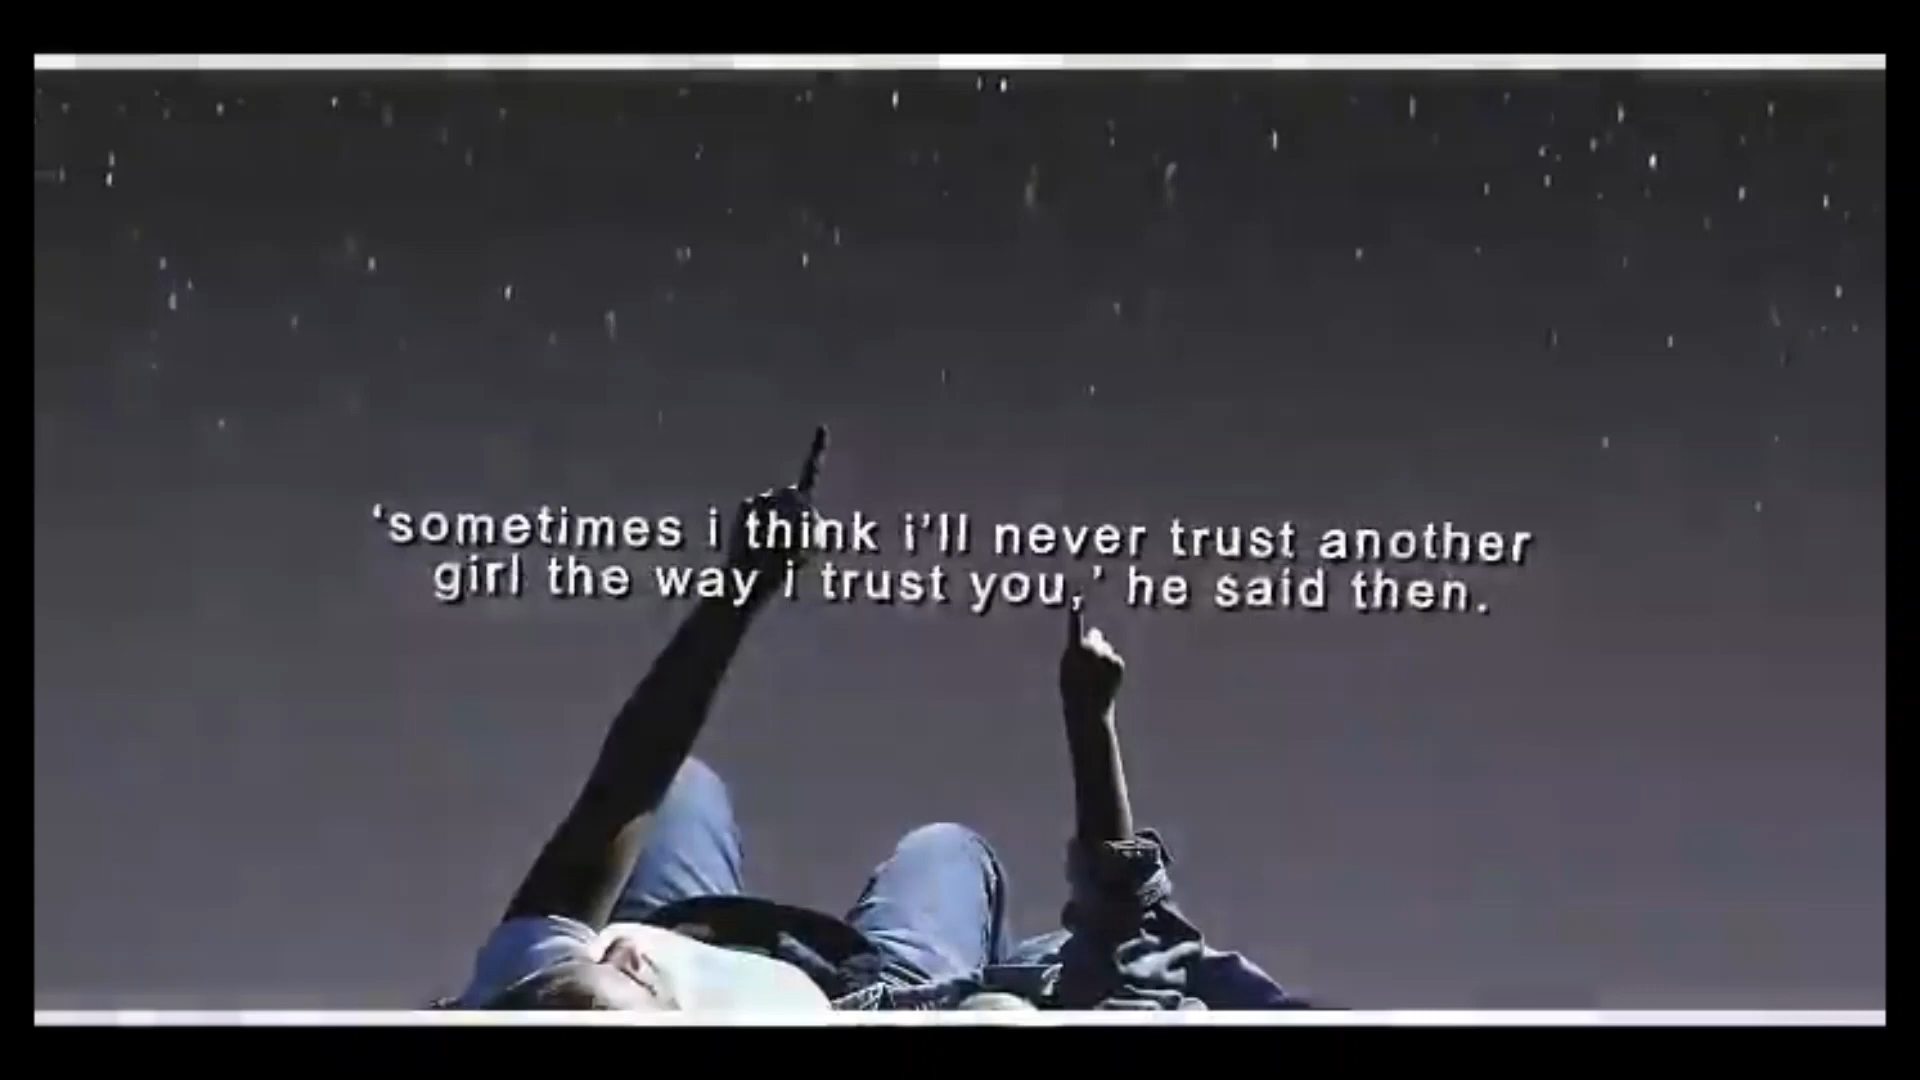 ‘sometimes i think i’ll never trust another
girl the way i trust you,’ he said then.